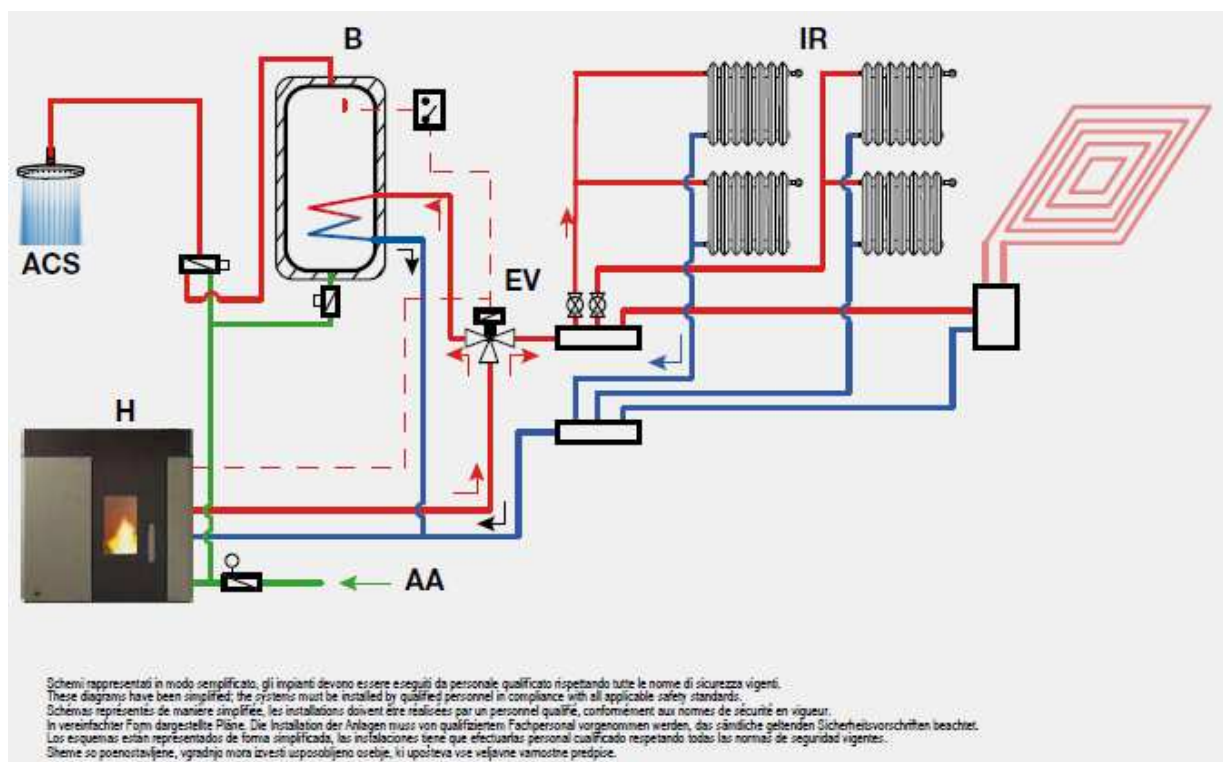 B
IR
ACS
EV
H
AA
Schemi rappresentati in modo semplificato, gli impianti devono essere eseguiti da personale qualificato rispettando tutte le norme di sicurezza vigenti.
These diagrams have been simplified; the systems must be installed by qualified personnel in compliance with all applicable safety standards.
Schémas représentés de manière simplifiée, les installations doivent être réalisées par un personnel qualifié, conformément aux normes de sécurité en vigueur.
In vereinfachter Form dargestellte Pläne. Die Installation der Anlagen muss von qualifiziertem Fachpersonal vorgenommen werden, das sämtliche geltenden Sicherheitsvorschriften beachtet.
Los esquemas estan representados de forma simplificada, las instalaciones tiene que efectuarlas personal cualificado respetando todas las normas de seguridad vigentes.
Sheme so poenostavljene, vgradnjo mora izvesti usposobljeno osebje, ki upošteva vse veljavne varnostne predpise.